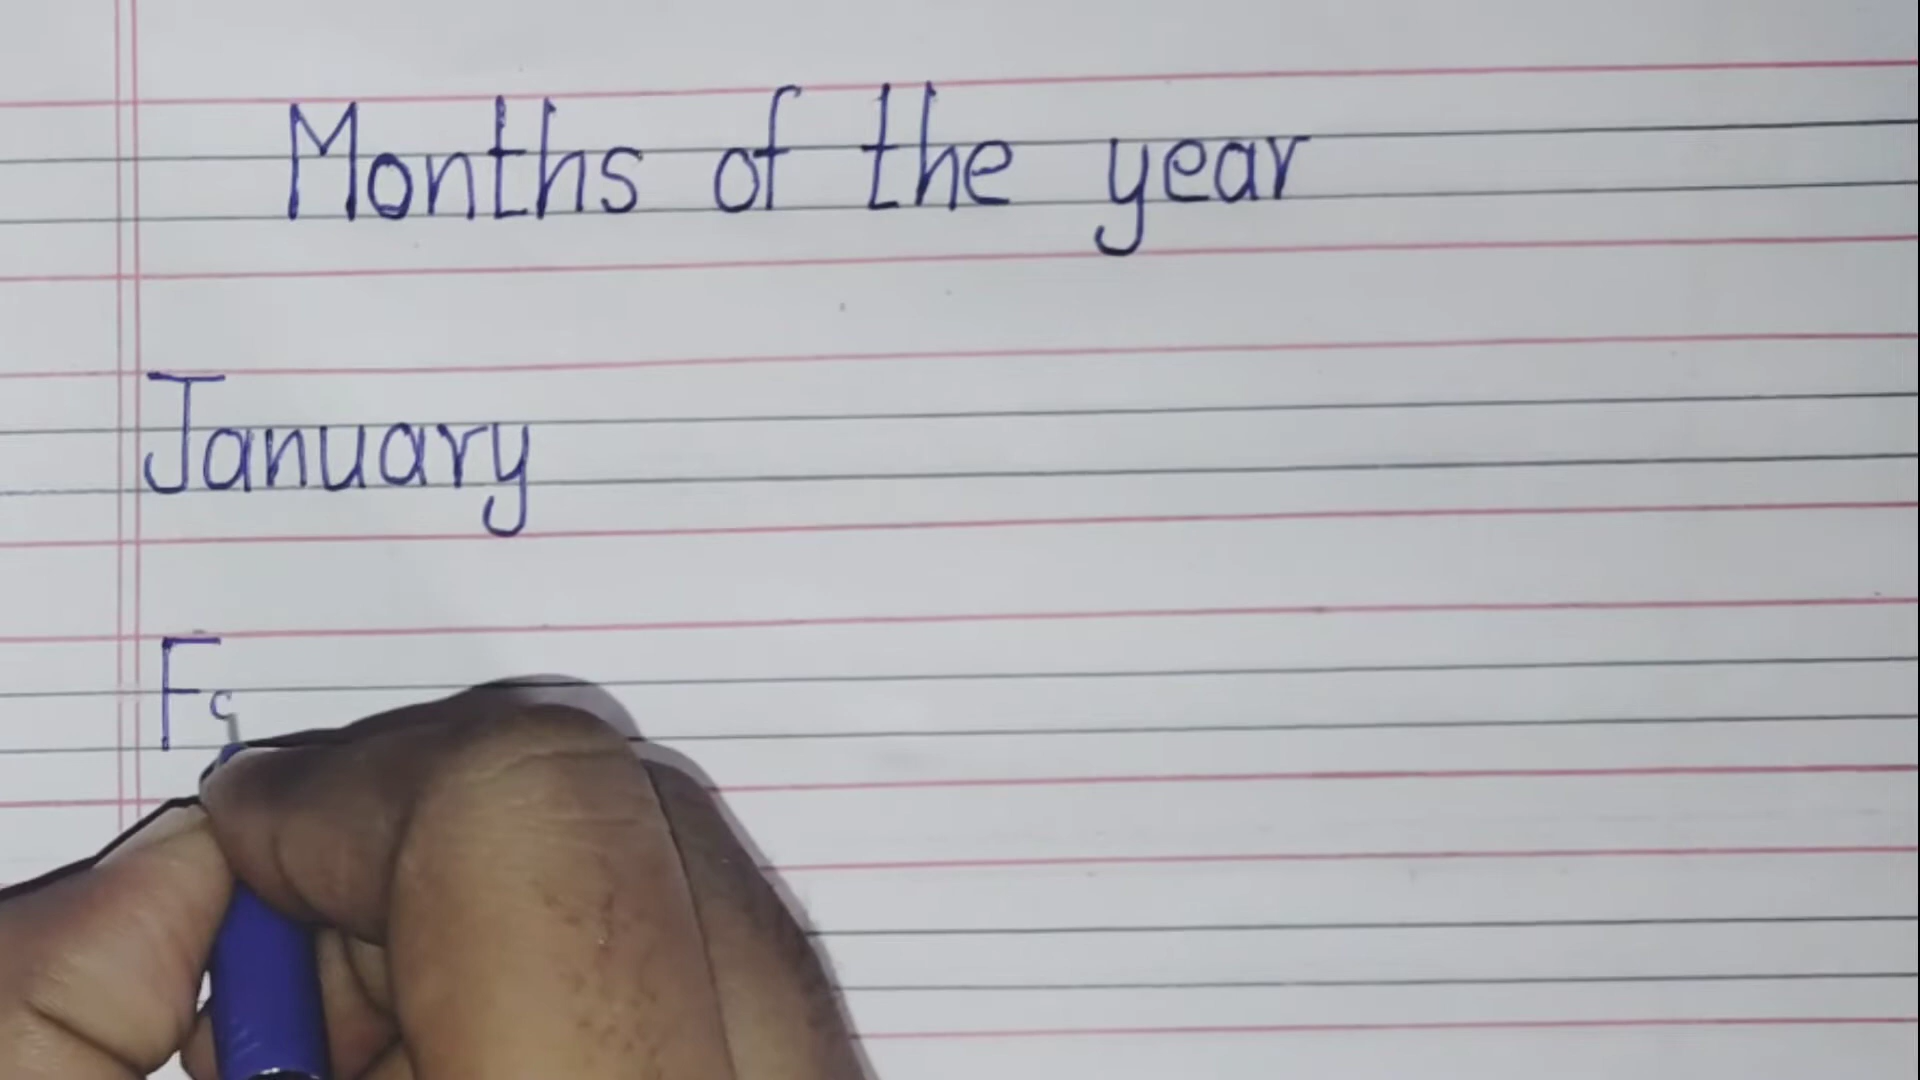 Months of the year
January
F